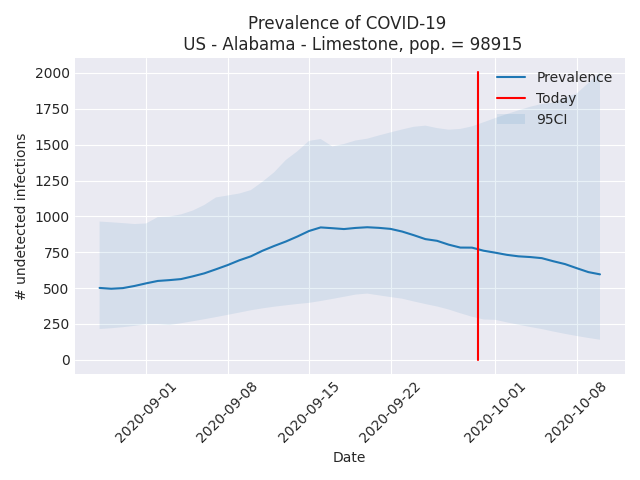 Prevalence of COVID-19
US - Alabama - Limestone, pop. = 98915
Prevalence
Today
95CI
# undetected infections
2000
1750
1500
1250
1000
750
500
250
0
2020-09-01
2020-09-08
2020-09-15
2020-09-22
2020-10-01
2020-10-08
Date